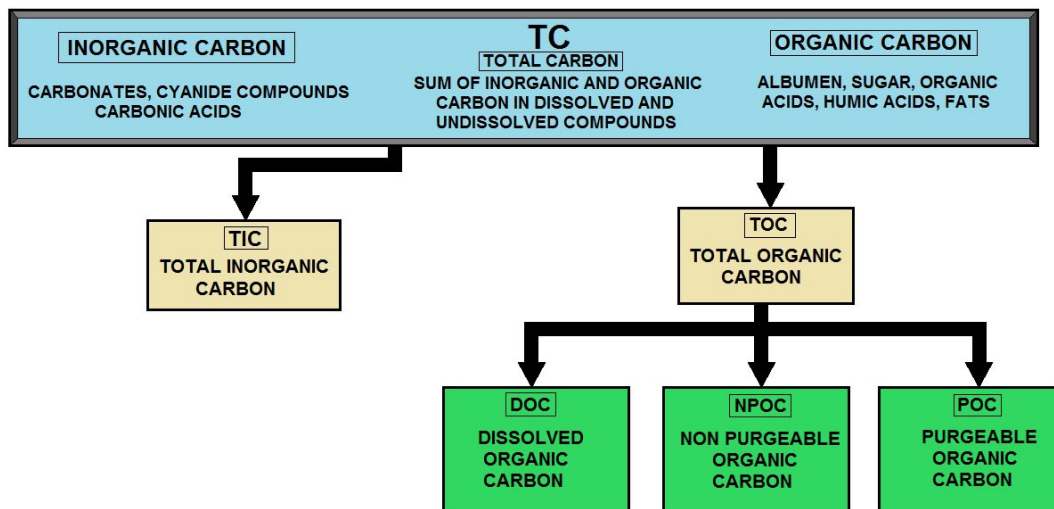 INORGANIC CARBON
CARBONATES, CYANIDE COMPOUNDS
CARBONIC ACIDS
TC
TOTAL CARBON
SUM OF INORGANIC AND ORGANIC
CARBON IN DISSOLVED AND
UNDISSOLVED COMPOUNDS
ORGANIC CARBON
ALBUMEN, SUGAR, ORGANIC
ACIDS, HUMIC ACIDS, FATS
TIC
TOTAL INORGANIC
CARBON
TOC
TOTAL ORGANIC
CARBON
DOC
DISSOLVED
ORGANIC
CARBON
NPOC
NON PURGEABLE
ORGANIC
CARBON
POC
PURGEABLE
ORGANIC
CARBON